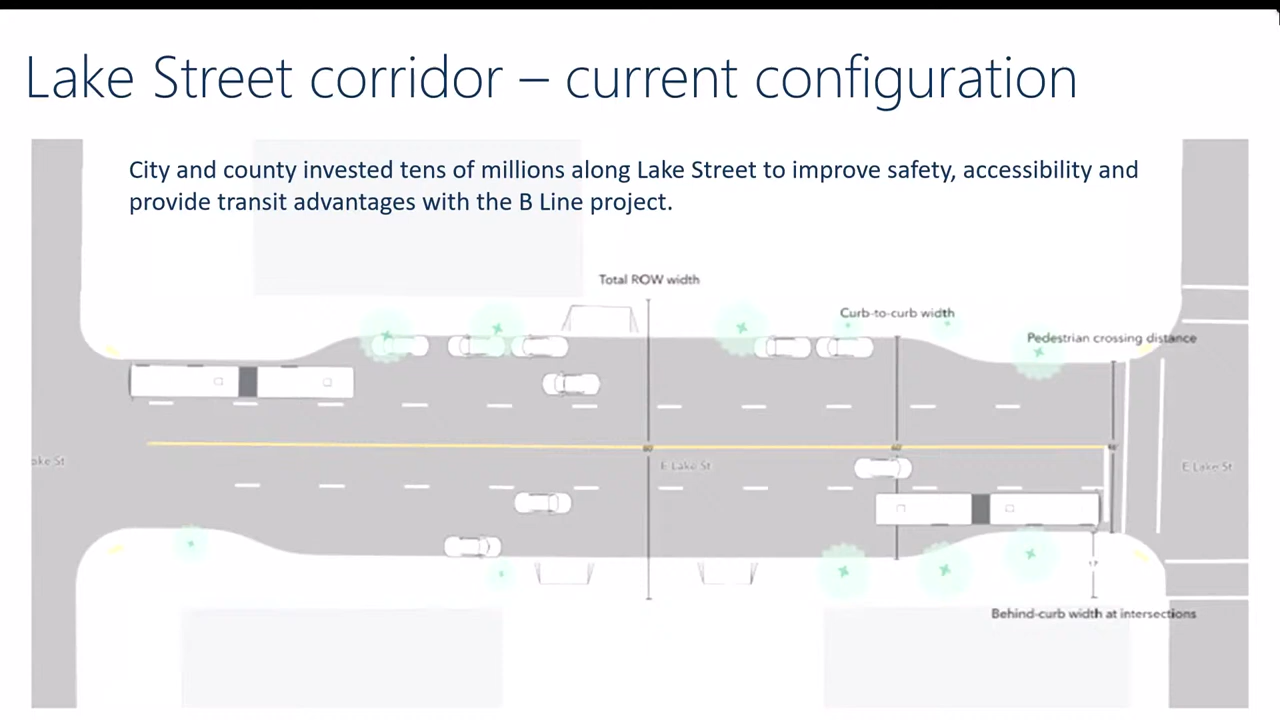 Lake Street corridor – current configuration
City and county invested tens of millions along Lake Street to improve safety, accessibility and
provide transit advantages with the B Line project.
Total ROW width
Curb-to-curb width
Pedestrian crossing distance
ake St
E Lake St
E Lake St
Behind-curb width at intersections